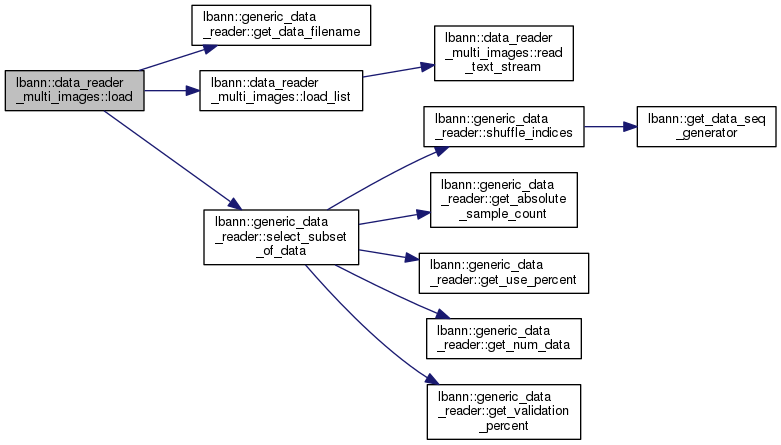 lbann::generic_data
_reader::get_data_filename
lbann::data_reader
_multi_images::read
_text_stream
lbann::data_reader
_multi_images::load
lbann::data_reader
_multi_images::load_list
lbann::generic_data
_reader::shuffle_indices
lbann::get_data_seq
_generator
lbann::generic_data
_reader::get_absolute
_sample_count
lbann::generic_data
_reader::select_subset
_of_data
lbann::generic_data
_reader::get_use_percent
lbann::generic_data
_reader::get_num_data
lbann::generic_data
_reader::get_validation
_percent